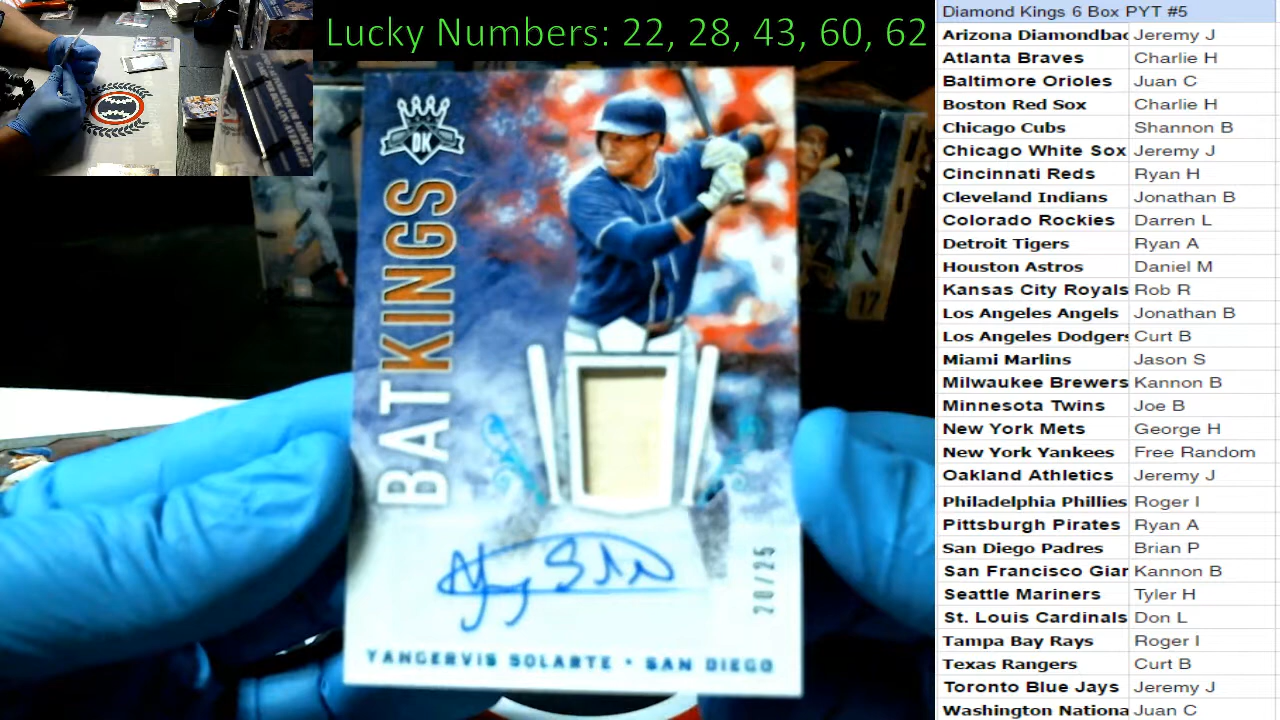 Lucky Numbers: 22, 28, 43, 60, 62
DK
BATKINGS
20/25
YANGERVIS SOLARTE • SAN DIEGO
17
Diamond Kings 6 Box PYT #5
Arizona Diamondbac Jeremy J
Atlanta Braves Charlie H
Baltimore Orioles Juan C
Boston Red Sox Charlie H
Chicago Cubs Shannon B
Chicago White Sox Jeremy J
Cincinnati Reds Ryan H
Cleveland Indians Jonathan B
Colorado Rockies Darren L
Detroit Tigers Ryan A
Houston Astros Daniel M
Kansas City Royals Rob R
Los Angeles Angels Jonathan B
Los Angeles Dodgers Curt B
Miami Marlins Jason S
Milwaukee Brewers Kannon B
Minnesota Twins Joe B
New York Mets George H
New York Yankees Free Random
Oakland Athletics Jeremy J
Philadelphia Phillies Roger I
Pittsburgh Pirates Ryan A
San Diego Padres Brian P
San Francisco Giar Kannon B
Seattle Mariners Tyler H
St. Louis Cardinals Don L
Tampa Bay Rays Roger I
Texas Rangers Curt B
Toronto Blue Jays Jeremy J
Washington Nationa Juan C